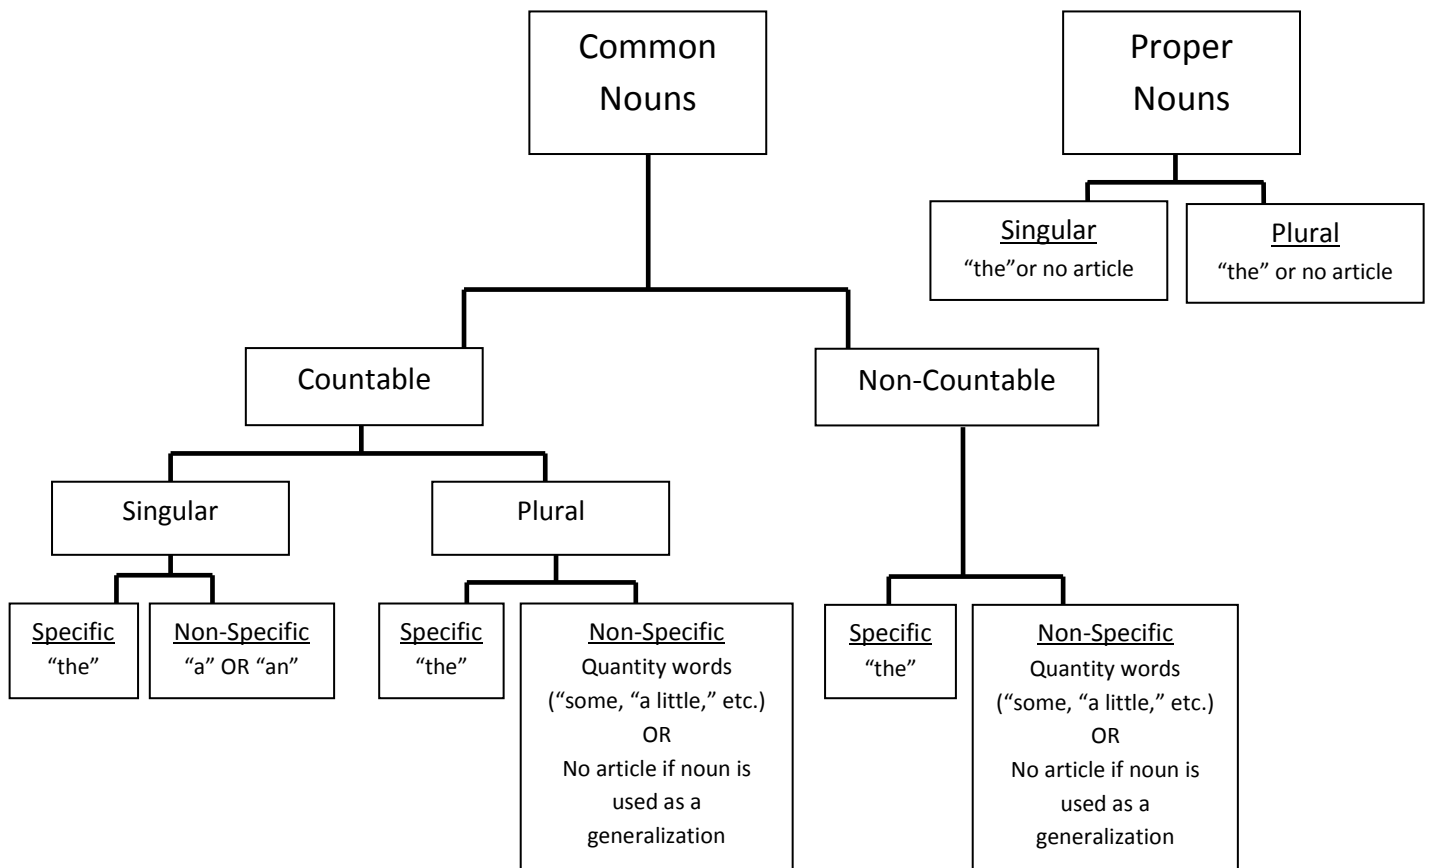 Common
Nouns
Proper
Nouns
Singular
“the”or no article
Plural
“the” or no article
Countable
Non-Countable
Singular
Plural
Specific
“the”
Non-Specific
“a” OR “an”
Specific
“the”
Non-Specific
Quantity words
(“some, “a little,” etc.)
OR
No article if noun is
used as a
generalization
Specific
“the”
Non-Specific
Quantity words
(“some, “a little,” etc.)
OR
No article if noun is
used as a
generalization